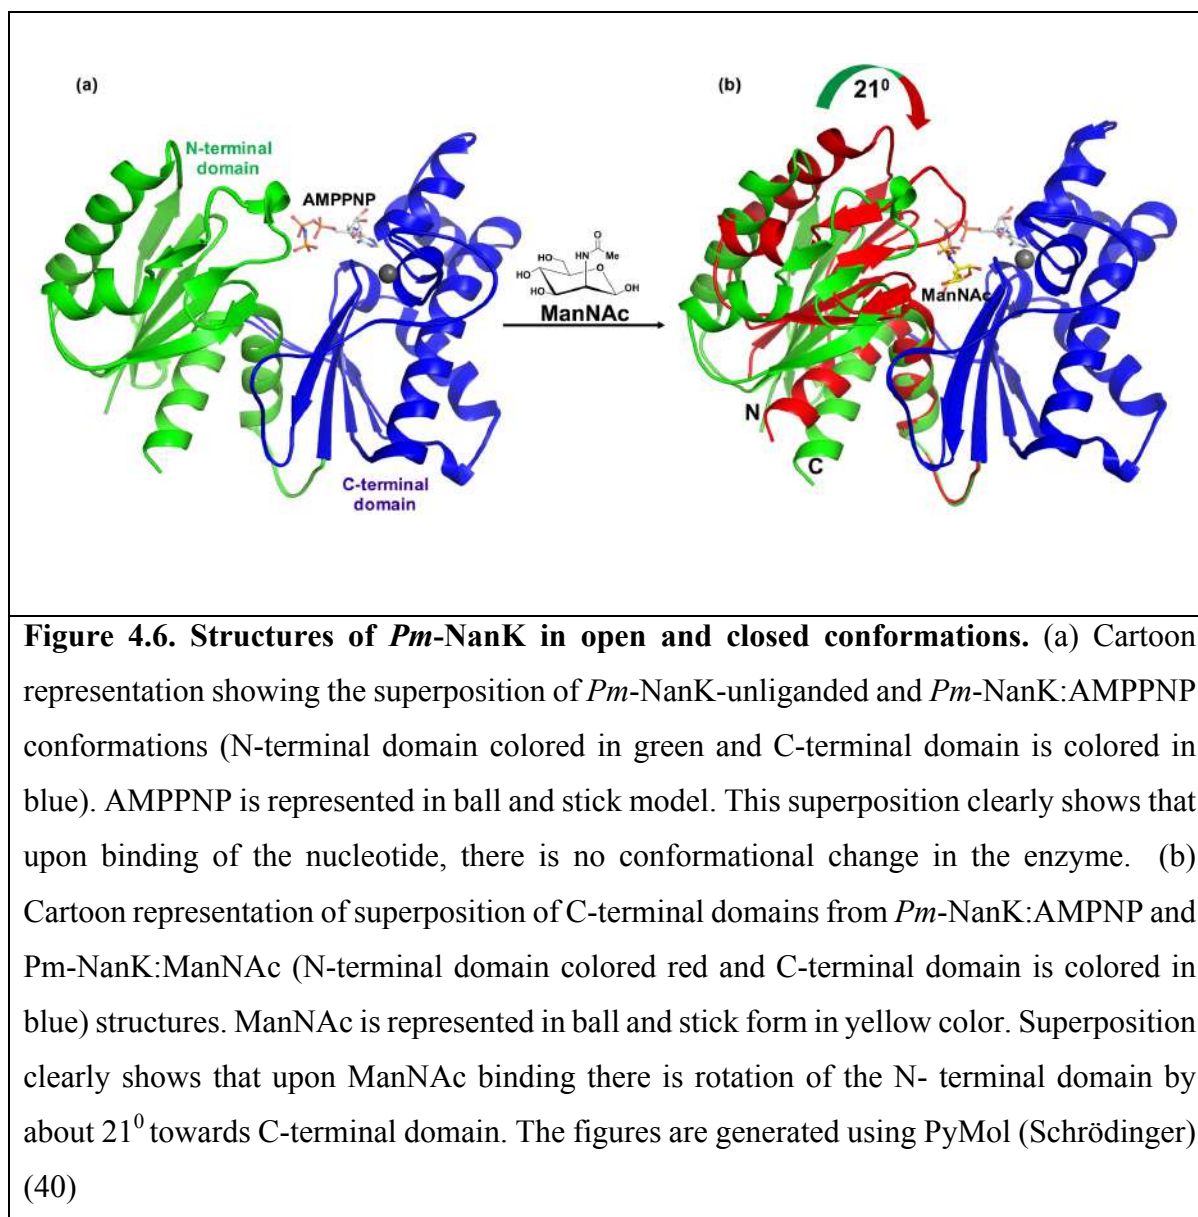 (a)
N-terminal
domain
AMPPNP
C-terminal
domain
HO
HO
HO
O
NH
Me
O
OH
ManNAc
(b)
21⁰
ManNAc
N
C
Figure 4.6. Structures of Pm-NanK in open and closed conformations. (a) Cartoon
representation showing the superposition of Pm-NanK-unliganded and Pm-NanK:AMPPNP
conformations (N-terminal domain colored in green and C-terminal domain is colored in
blue). AMPPNP is represented in ball and stick model. This superposition clearly shows that
upon binding of the nucleotide, there is no conformational change in the enzyme. (b)
Cartoon representation of superposition of C-terminal domains from Pm-NanK:AMPNP and
Pm-NanK:ManNAc (N-terminal domain colored red and C-terminal domain is colored in
blue) structures. ManNAc is represented in ball and stick form in yellow color. Superposition
clearly shows that upon ManNAc binding there is rotation of the N- terminal domain by
about 21⁰ towards C-terminal domain. The figures are generated using PyMol (Schrödinger)
(40)